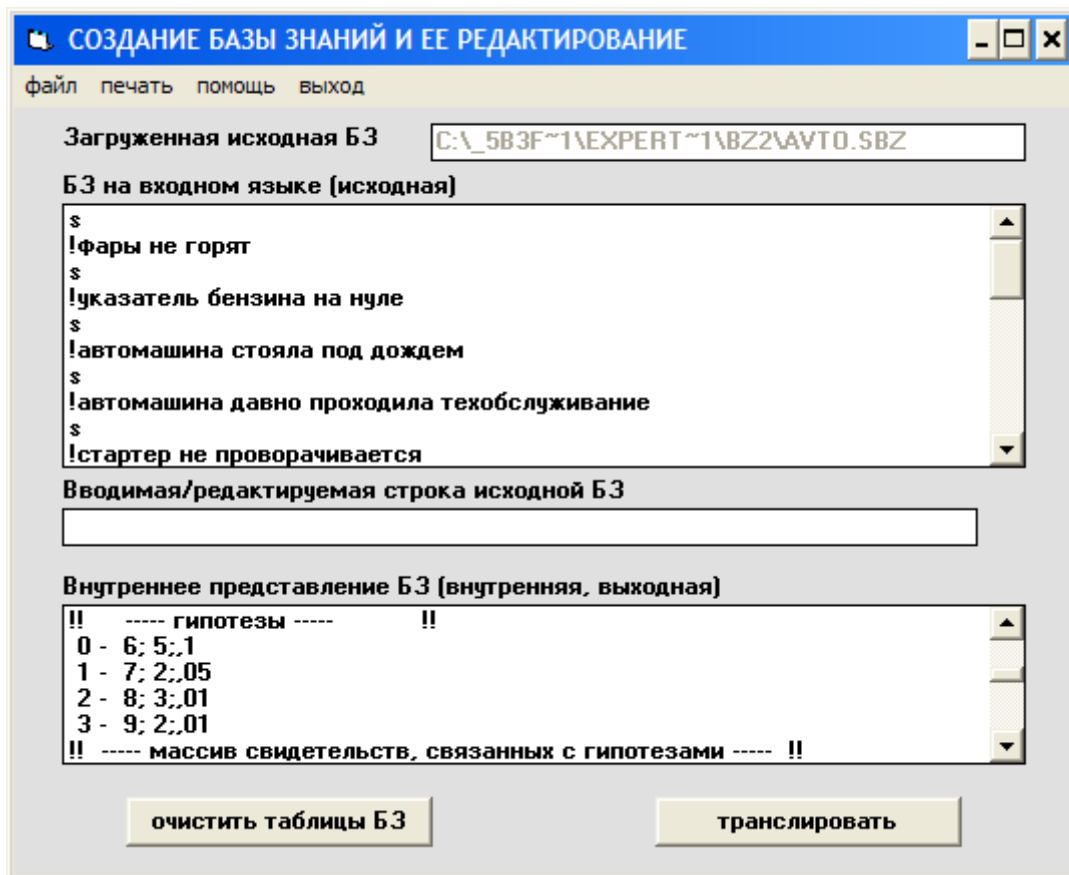 СОЗДАНИЕ БАЗЫ ЗНАНИЙ И ЕЕ РЕДАКТИРОВАНИЕ
файл печать помощь выход
Загруженная исходная БЗ C:\_5B3F~1\EXPERT~1\BZ2\AVTO.SBZ
БЗ на входном языке (исходная)
s
!фары не горят
s
!указатель бензина на нуле
s
!автомашина стояла под дождем
s
!автомашина давно проходила техобслуживание
s
!стартер не проворачивается
Вводимая/редактируемая строка исходной БЗ
Внутреннее представление БЗ (внутренняя, выходная)
!! ----- гипотезы ----- !!
0 - 6; 5;,1
1 - 7; 2;,05
2 - 8; 3;,01
3 - 9; 2;,01
!! ----- массив свидетельств, связанных с гипотезами ----- !!
очистить таблицы БЗ транслировать